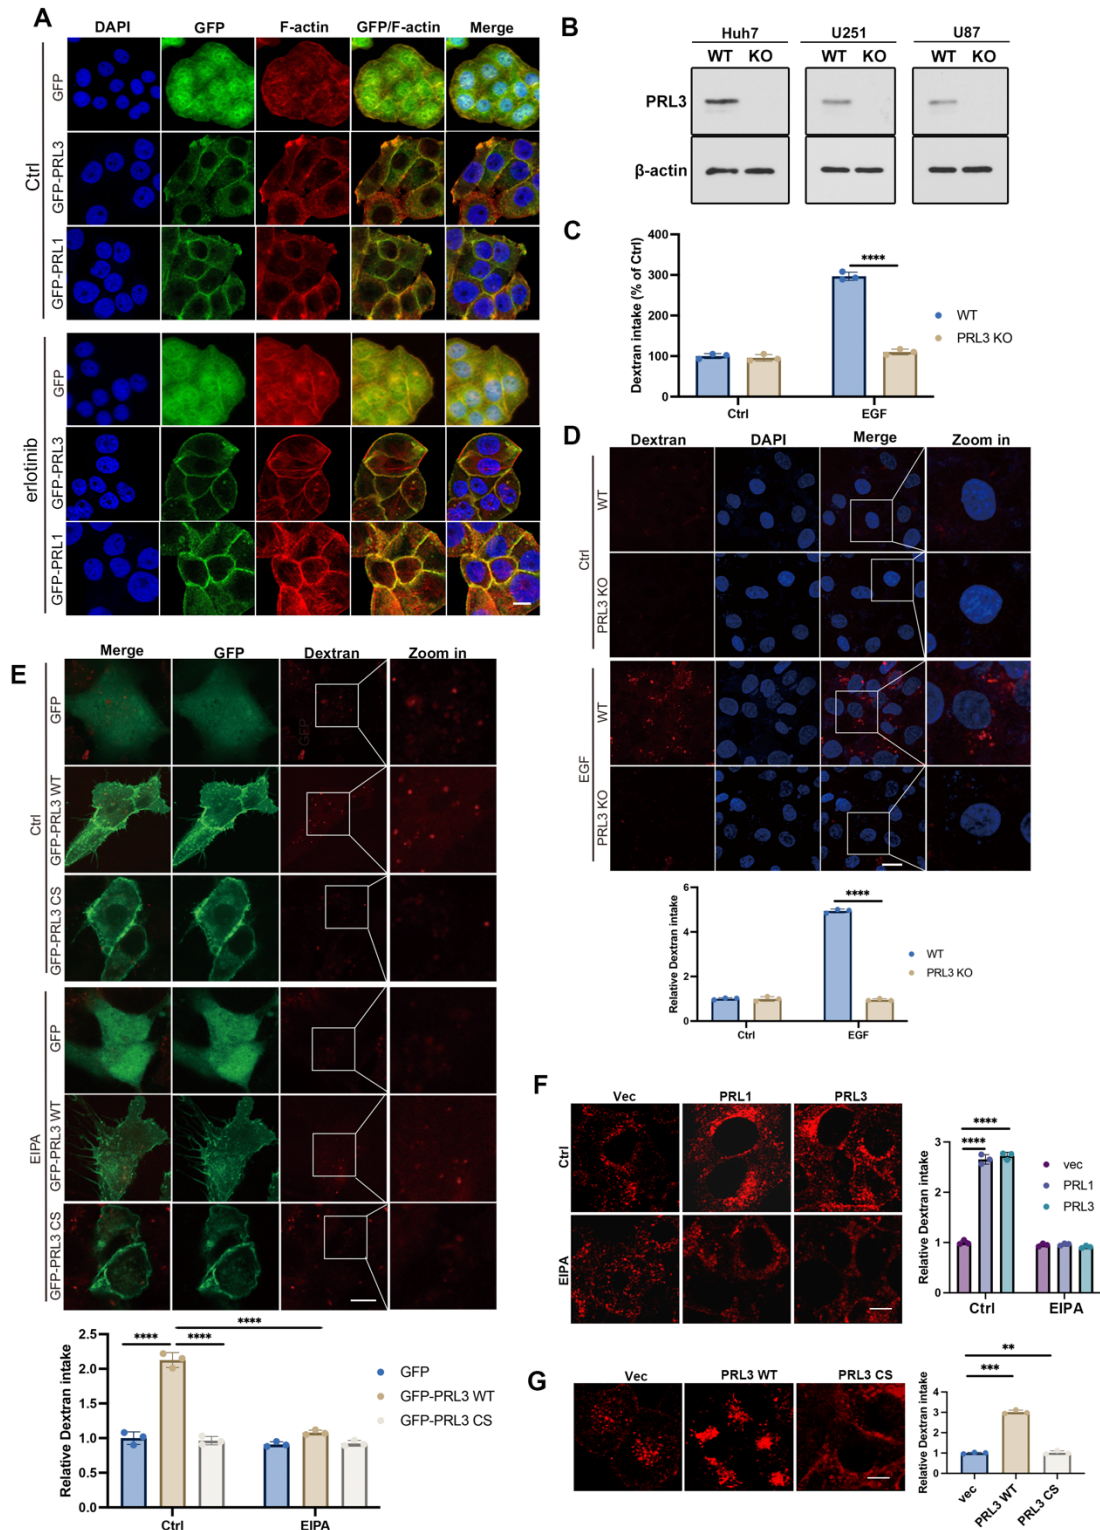 A
DAPI GFP F-actin GFP/F-actin Merge
Ctrl
GFP
GFP-PRL3
GFP-PRL1
erlotinib
GFP
GFP-PRL3
GFP-PRL1
B
Huh7 U251 U87
WT KO WT KO WT KO
PRL3
β-actin
C
Dextran intake (% of Ctrl)
400
300
200
100
0
****
Ctrl EGF
WT
PRL3 KO
D
Dextran DAPI Merge Zoom in
Ctrl
WT
PRL3 KO
EGF
WT
PRL3 KO
Relative Dextran intake
6
4
2
0
****
Ctrl EGF
WT
PRL3 KO
E
Merge GFP Dextran Zoom in
Ctrl
GFP
GFP
GFP-PRL3 WT
GFP-PRL3 CS
EIPA
GFP
GFP-PRL3 WT
GFP-PRL3 CS
Relative Dextran intake
2.5
2.0
1.5
1.0
0.5
0.0
****
**** ****
Ctrl EIPA
GFP
GFP-PRL3 WT
GFP-PRL3 CS
F
Vec PRL1 PRL3
Ctrl
EIPA
Relative Dextran intake
3
2
1
0
****
****
Ctrl EIPA
vec
PRL1
PRL3
G
Vec PRL3 WT PRL3 CS
Relative Dextran intake
4
3
2
1
0
**
***
vec
PRL3 WT
PRL3 CS